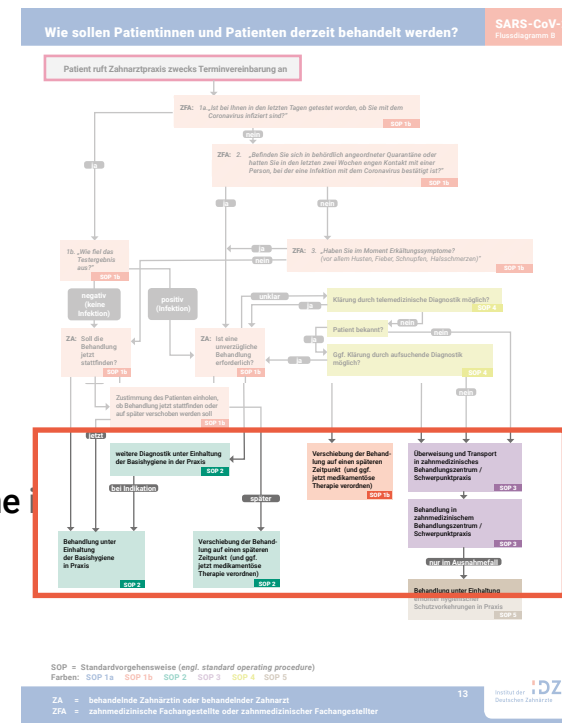 Wie sollen Patientinnen und Patienten derzeit behandelt werden?
SARS-CoV-
Flussdiagramm B
Patient ruft Zahnarztpraxis zwecks Terminvereinbarung an
ZFA: 1a. „Ist bei Ihnen in den letzten Tagen getestet worden, ob Sie mit dem
Coronavirus infiziert sind?“
SOP 1b
nein
ZFA: 2. „Befinden Sie sich in behördlich angeordneter Quarantäne oder
hatten Sie in den letzten zwei Wochen engen Kontakt mit einer
Person, bei der eine Infektion mit dem Coronavirus bestätigt ist?“
SOP 1b
ja
ja
nein
1b. „Wie fiel das
Testergebnis
aus?“
SOP 1b
ja
nein
ZFA: 3. „Haben Sie im Moment Erkältungssymptome?
(vor allem Husten, Fieber, Schnupfen, Halsschmerzen)“
SOP 1b
negativ
(keine
Infektion)
positiv
(Infektion)
unklar
ja
Klärung durch telemedizinische Diagnostik
möglich?
SOP 4
nein
Patient bekannt?
nein
ja
ZA: Soll die
Behandlung
jetzt
stattfinden?
SOP 1b
ZA: Ist eine
unverzügliche
Behandlung
erforderlich?
SOP 1b
ja
Ggf. Klärung durch aufsuchende Diagnostik
möglich?
SOP 4
nein
Zustimmung des Patienten einholen,
ob Behandlung jetzt stattfinden oder
auf später verschoben werden soll
SOP 1b
jetzt
weitere Diagnostik unter Einhaltung
der Basishygiene in der Praxis
SOP 2
Verschiebung der Behand-
lung auf einen späteren
Zeitpunkt (und ggf.
jetzt medikamentöse
Therapie verordnen)
SOP 1b
Überweisung und Transport
in zahnmedizinisches
Behandlungszentrum /
Schwerpunktpraxis
SOP 3
bei Indikation
später
ne i
Behandlung in
zahnmedizinischem
Behandlungszentrum /
Schwerpunktpraxis
SOP 3
Behandlung unter
Einhaltung
der Basishygiene
in Praxis
SOP 2
Verschiebung der Behand-
lung auf einen späteren
Zeitpunkt (und ggf.
jetzt medikamentöse
Therapie verordnen)
SOP 2
nur im Ausnahmefall
Behandlung unter Einhaltung
erhöhter hygienischer
Schutzvorkehrungen in Praxis
SOP 5
SOP = Standardvorgehensweise (engl. standard operating procedure)
Farben: SOP 1a SOP 1b SOP 2 SOP 3 SOP 4 SOP 5
ZA = behandelnde Zahnärztin oder behandelnder Zahnarzt
ZFA = zahnmedizinische Fachangestellte oder zahnmedizinischer Fachangestellter
13
Institut der
Deutschen Zahnärzte
IDZ